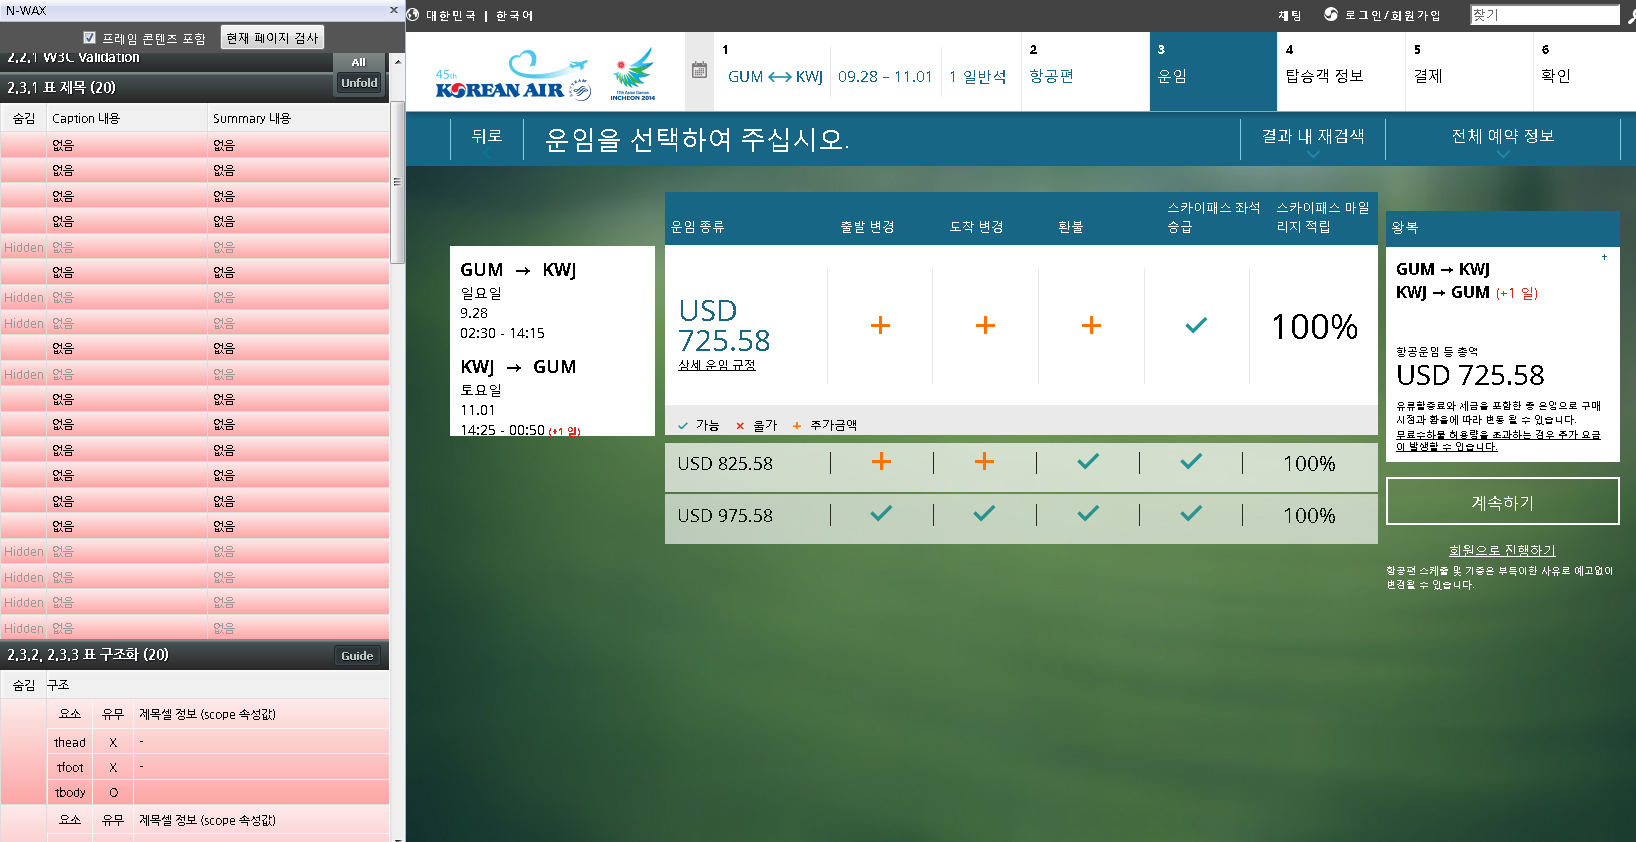 N-WAX
프레임 콘텐츠 포함 현재 페이지 검사
2.2.1 W3C Validation All
2.3.1 표 제목 (20) Unfold
숨김 Caption 내용 Summary 내용
없음 없음
없음 없음
없음 없음
없음 없음
Hidden 없음 없음
없음 없음
Hidden 없음 없음
Hidden 없음 없음
없음 없음
Hidden 없음 없음
없음 없음
없음 없음
없음 없음
없음 없음
없음 없음
없음 없음
Hidden 없음 없음
Hidden 없음 없음
Hidden 없음 없음
Hidden 없음 없음
2.3.2, 2.3.3 표 구조화 (20) Guide
숨김 구조
요소 유무 제목셀 정보 (scope 속성값)
thead X -
tfoot X -
tbody O
요소 유무 제목셀 정보 (scope 속성값)
대한민국 | 한국어 채팅 로그인/회원가입 찾기
45th
KOREAN AIR
17th Asian Games
INCHEON 2014
1 2 3 4 5 6
GUM ↔ KWJ 09.28 – 11.01 1 일반석 항공편 운임 탑승객 정보 결제 확인
뒤로 운임을 선택하여 주십시오. 결과 내 재검색 전체 예약 정보
GUM → KWJ
일요일
9.28
02:30 - 14:15
KWJ → GUM
토요일
11.01
14:25 - 00:50 (+1 일)
운임 종류 출발 변경 도착 변경 환불 스카이패스 좌석
승급 스카이패스 마일
리지 적립
USD
725.58 + + + ✓ 100%
상세 운임 규정
✓ 가능 × 불가 + 추가금액
USD 825.58 + + ✓ ✓ 100%
USD 975.58 ✓ ✓ ✓ ✓ 100%
왕복
+
GUM → KWJ
KWJ → GUM (+1 일)
항공운임 등 총액
USD 725.58
유류할증료와 세금을 포함한 총 운임으로 구매
시점과 환율에 따라 변동 될 수 있습니다.
무료수하물 허용량을 초과하는 경우 추가 요금
이 발생할 수 있습니다.
계속하기
회원으로 진행하기
항공편 스케줄 및 기종은 부득이한 사유로 예고없이
변경될 수 있습니다.